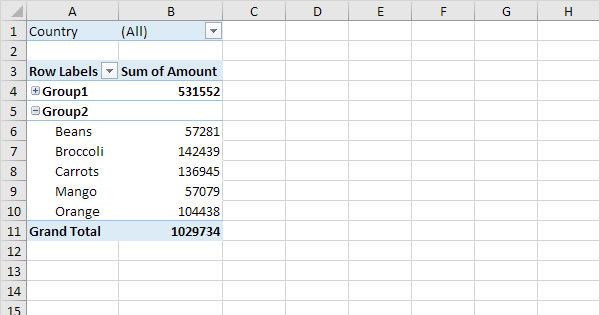 A B C D E F G H
1 Country (All)
2
3 Row Labels Sum of Amount
4 Group1 531552
5 Group2
6 Beans 57281
7 Broccoli 142439
8 Carrots 136945
9 Mango 57079
10 Orange 104438
11 Grand Total 1029734
12
13
14
15